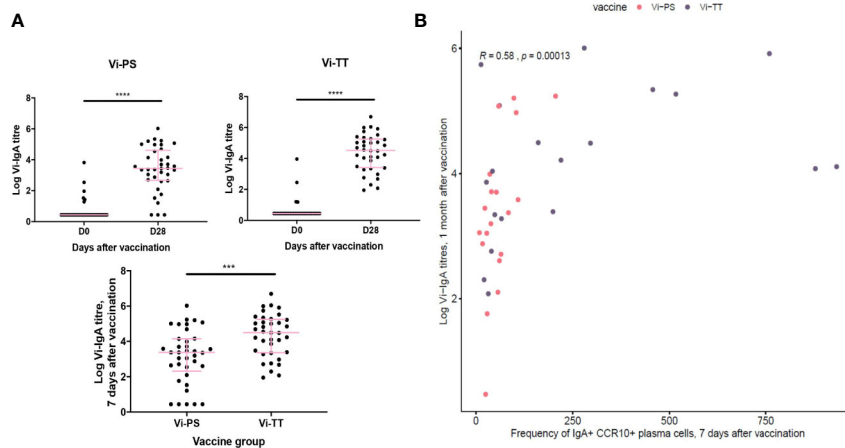 A
Vi-PS
****
Log Vi-IgA titre
8
6
4
2
0
D0
D28
Days after vaccination
Vi-TT
****
Log Vi-IgA titre
8
6
4
2
0
D0
D28
Days after vaccination
***
Log Vi-IgA titre,
7 days after vaccination
8
6
4
2
0
Vi-PS
Vi-TT
Vaccine group
B
vaccine Vi-PS Vi-TT
R = 0.58 , p = 0.00013
Log Vi-IgA titres, 1 month after vaccination
6
4
2
0
250
500
750
Frequency of IgA+ CCR10+ plasma cells, 7 days after vaccination